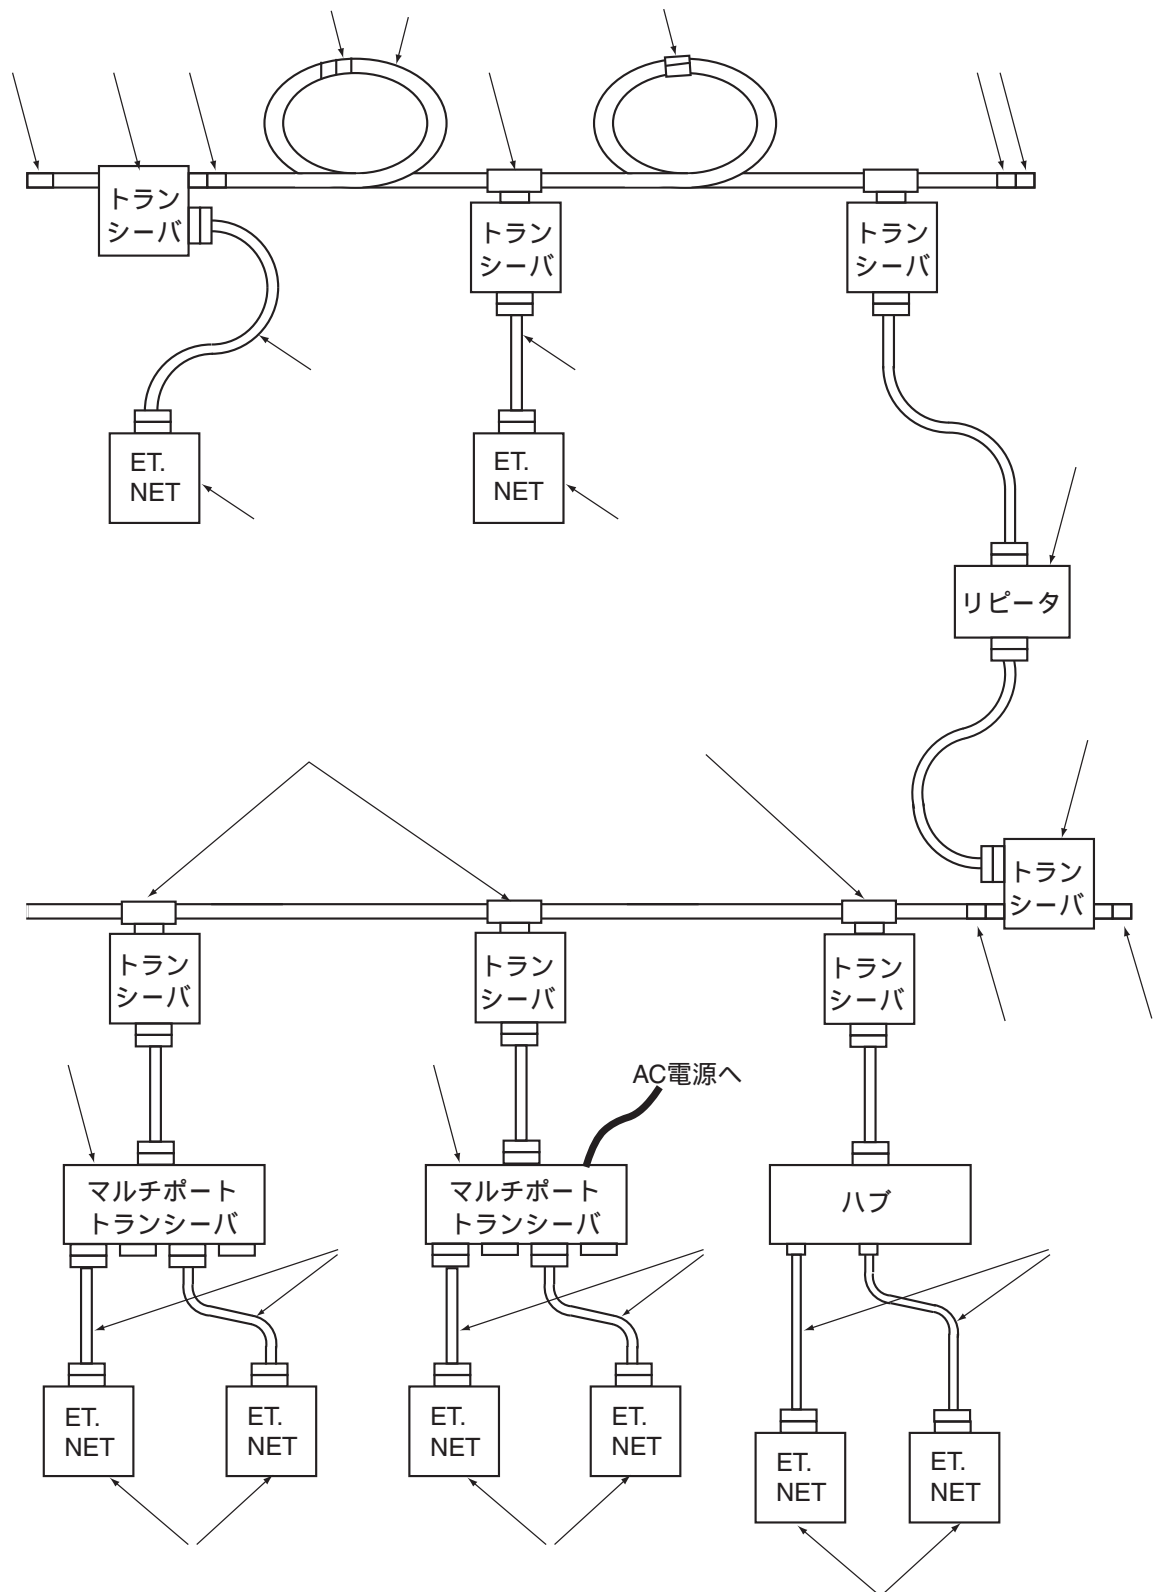 トラン
シーバ
トラン
シーバ
トラン
シーバ
ET.
NET
ET.
NET
リピータ
トラン
シーバ
トラン
シーバ
トラン
シーバ
トラン
シーバ
AC電源へ
マルチポート
トランシーバ
マルチポート
トランシーバ
ハブ
ET.
NET
ET.
NET
ET.
NET
ET.
NET
ET.
NET
ET.
NET